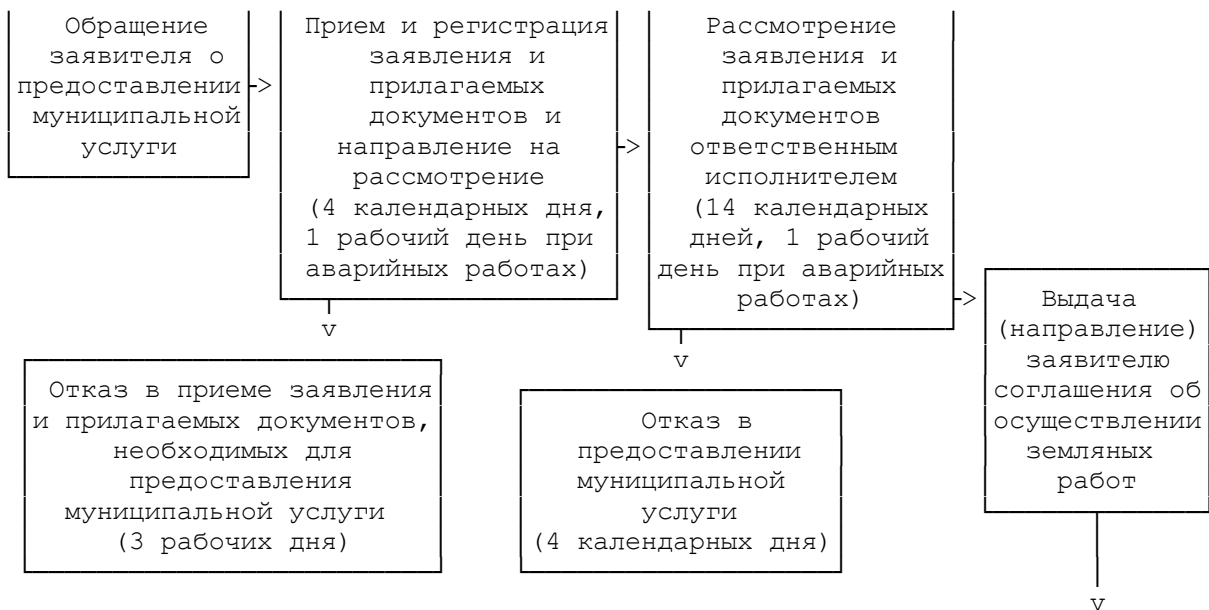 Обращение
заявителя о
предоставлении
муниципальной
услуги
->
Прием и регистрация
заявления и
прилагаемых
документов и
направление на
рассмотрение
(4 календарных дня,
1 рабочий день при
аварийных работах)
->
Рассмотрение
заявления и
прилагаемых
документов
ответственным
исполнителем
(14 календарных
дней, 1 рабочий
день при аварийных
работах)
->
Выдача
(направление)
заявителю
соглашения об
осуществлении
земляных
работ
v
v
Отказ в приеме заявления
и прилагаемых документов,
необходимых для
предоставления
муниципальной услуги
(3 рабочих дня)
Отказ в
предоставлении
муниципальной
услуги
(4 календарных дня)
v